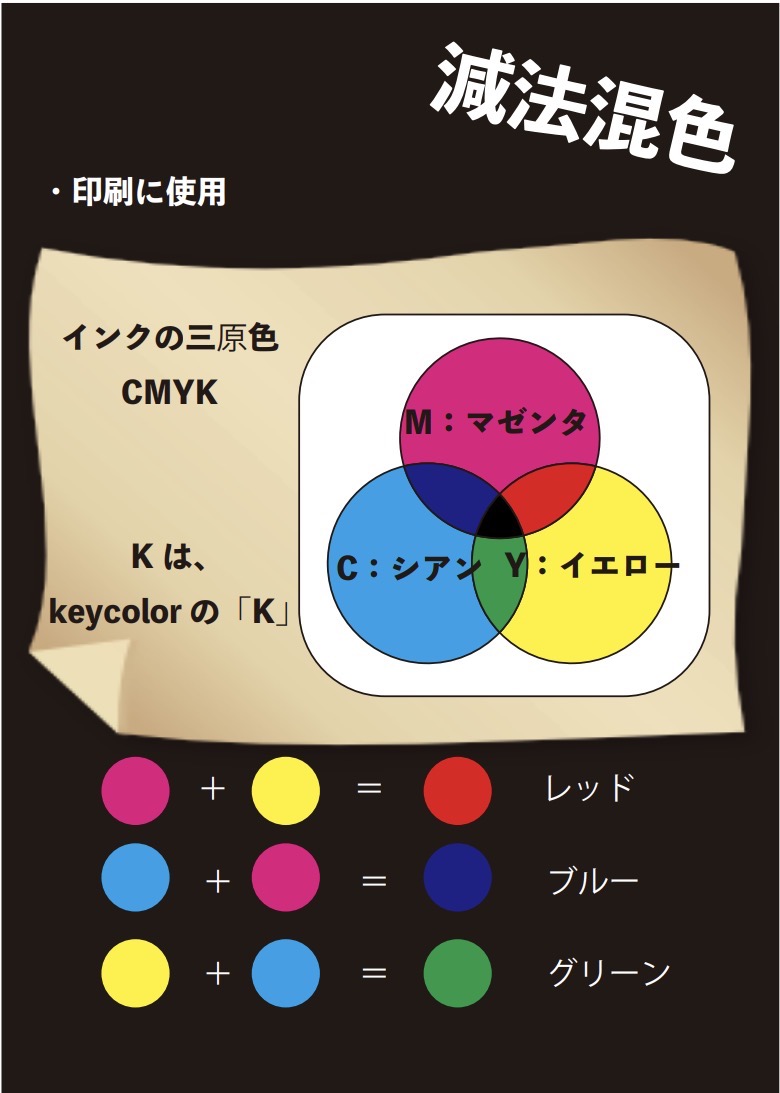 減法混色
・印刷に使用
インクの三原色
CMYK
M：マゼンタ
C：シアン
Y：イエロー
K は、
keycolor の「K」
＋ ＝ レッド
＋ ＝ ブルー
＋ ＝ グリーン